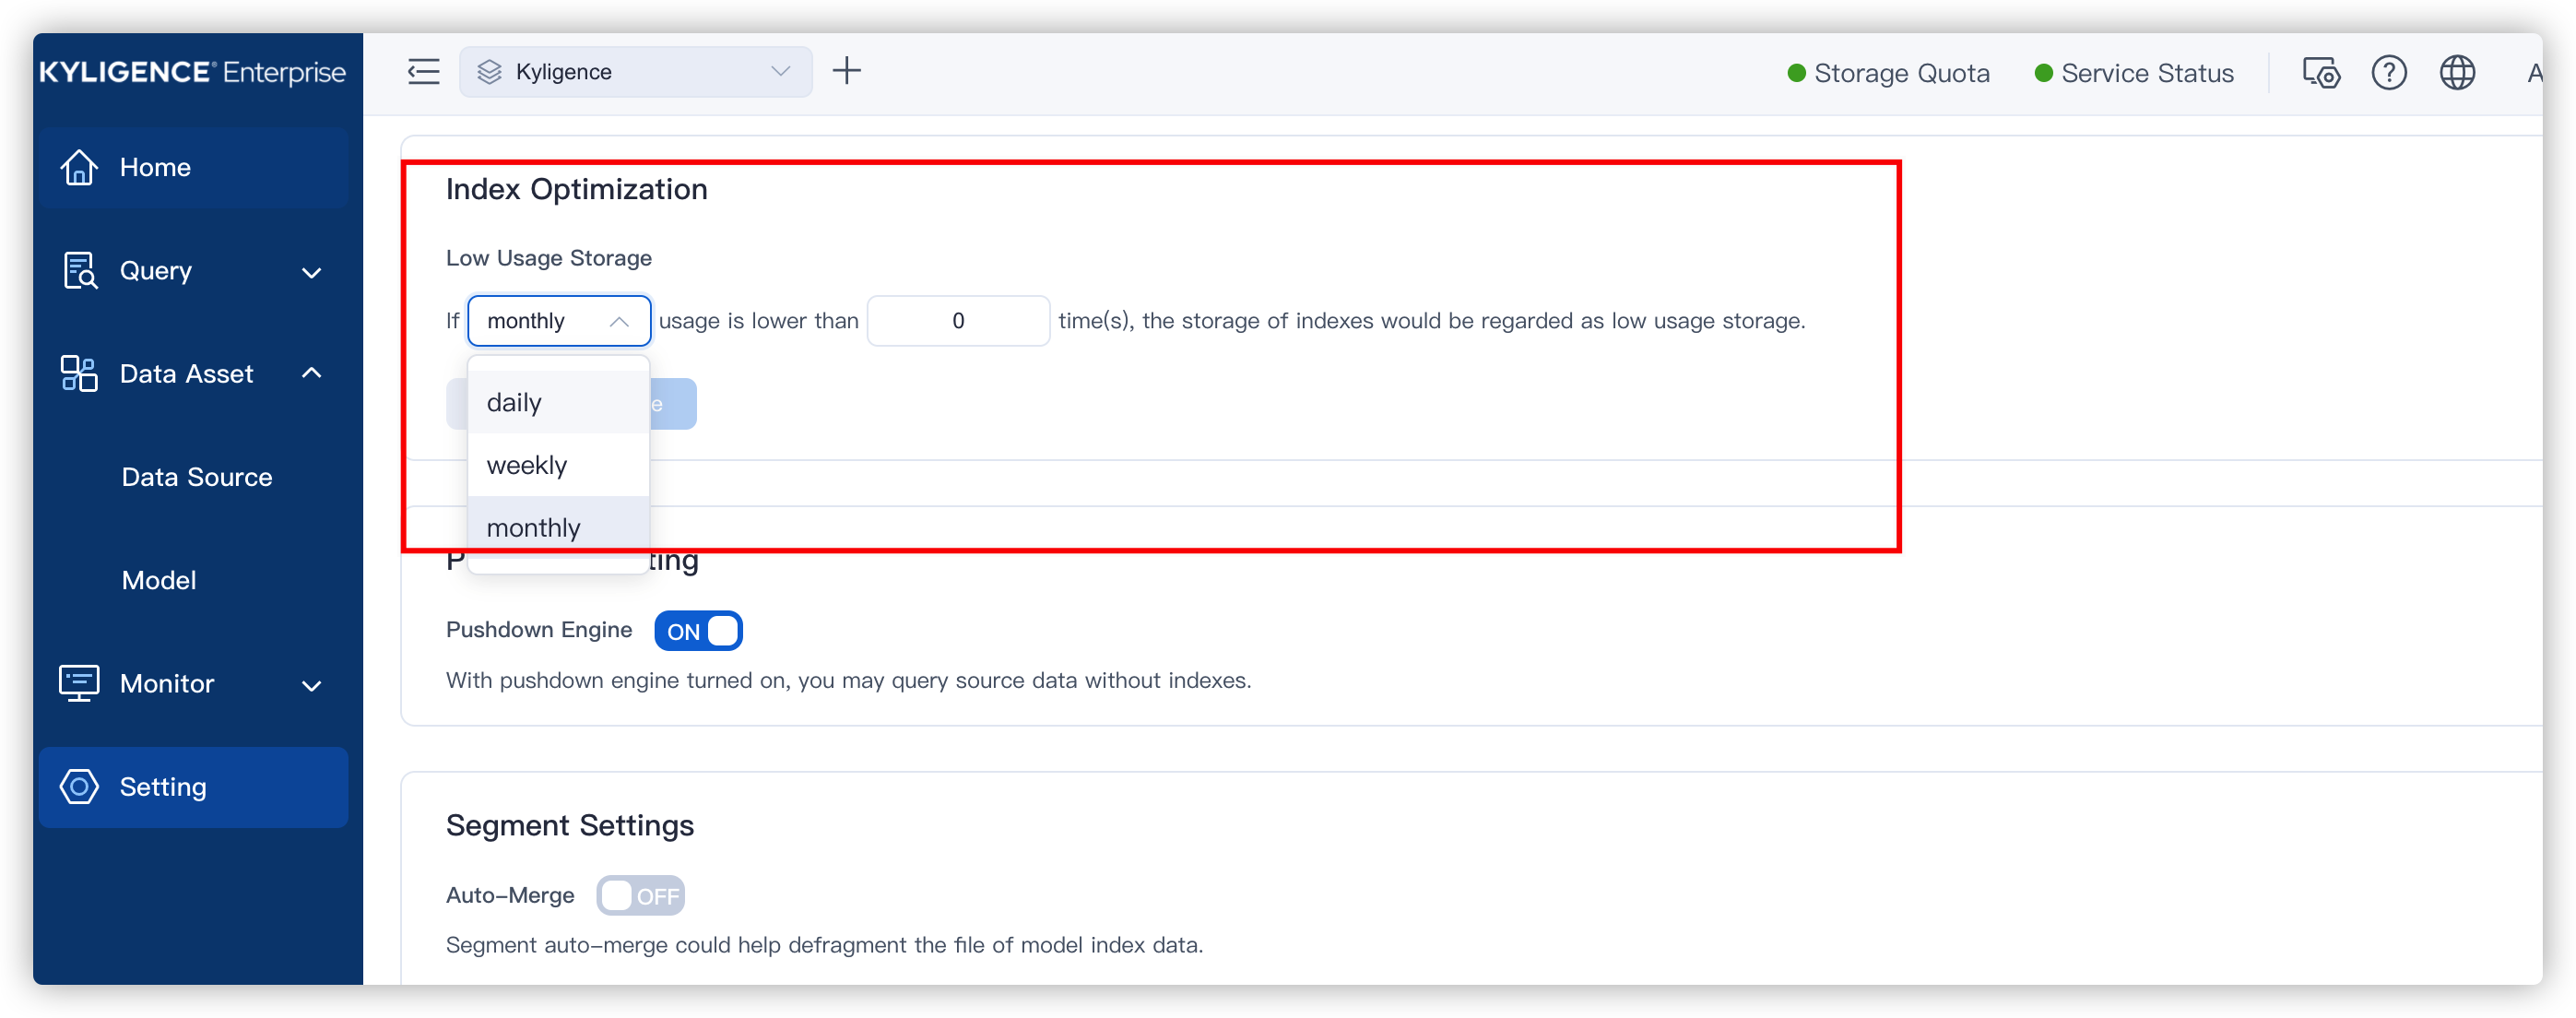 KYLIGENCE® Enterprise
Kyligence
Storage Quota
Service Status
A
Home
Query
Data Asset
Data Source
Model
Monitor
Setting
Index Optimization
Low Usage Storage
If monthly usage is lower than 0 time(s), the storage of indexes would be regarded as low usage storage.
daily
e
weekly
monthly
P ting
Pushdown Engine ON
With pushdown engine turned on, you may query source data without indexes.
Segment Settings
Auto-Merge OFF
Segment auto-merge could help defragment the file of model index data.